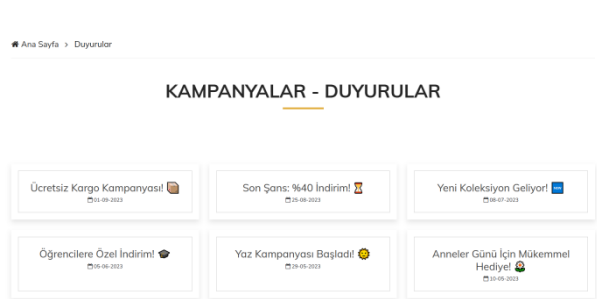 Ana Sayfa > Duyurular
KAMPANYALAR - DUYURULAR
Ücretsiz Kargo Kampanyası!
01-09-2023
Son Şans: %40 İndirim!
25-08-2023
Yeni Koleksiyon Geliyor!
08-07-2023
Öğrencilere Özel İndirim!
05-06-2023
Yaz Kampanyası Başladı!
29-05-2023
Anneler Günü İçin Mükemmel
Hediye!
10-05-2023